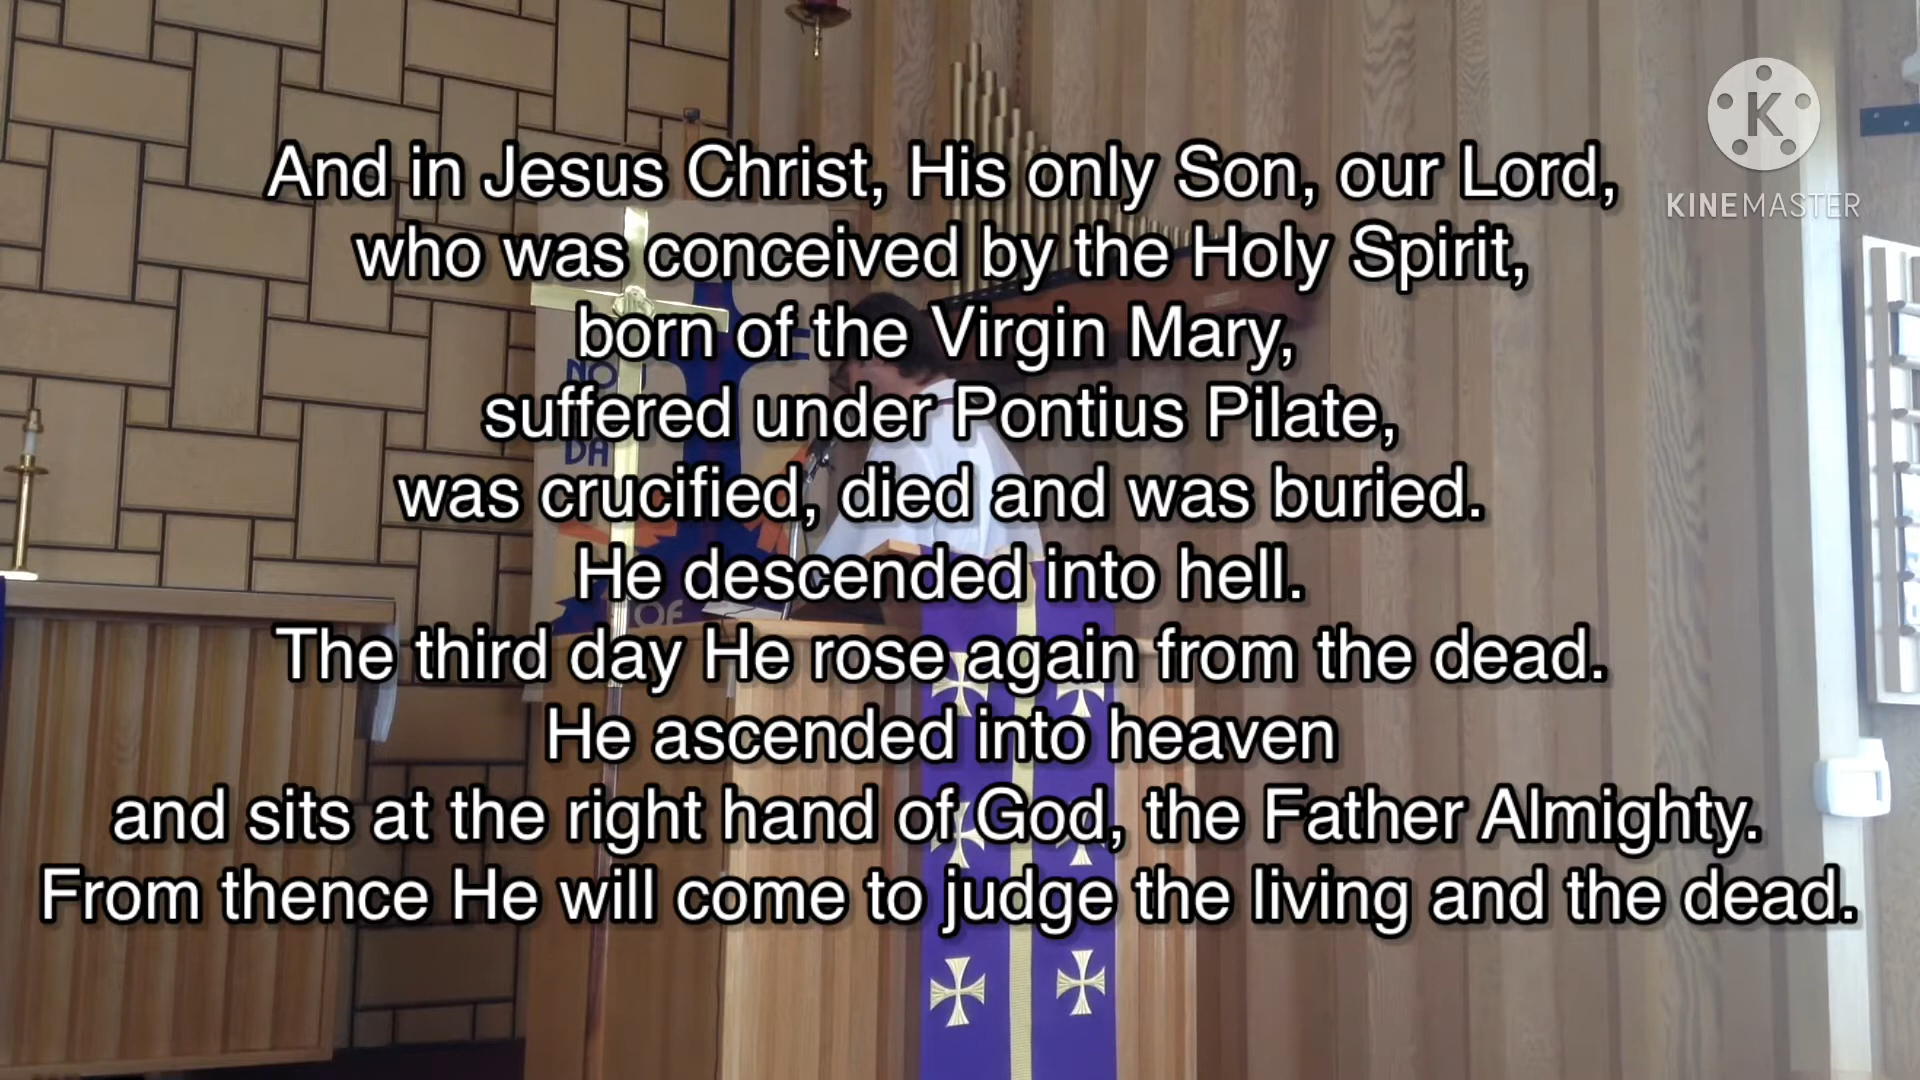 And in Jesus Christ, His only Son, our Lord,
who was conceived by the Holy Spirit,
born of the Virgin Mary,
suffered under Pontius Pilate,
was crucified, died and was buried.
He descended into hell.
The third day He rose again from the dead.
He ascended into heaven
and sits at the right hand of God, the Father Almighty.
From thence He will come to judge the living and the dead.
K
KINEMASTER
DA
OF